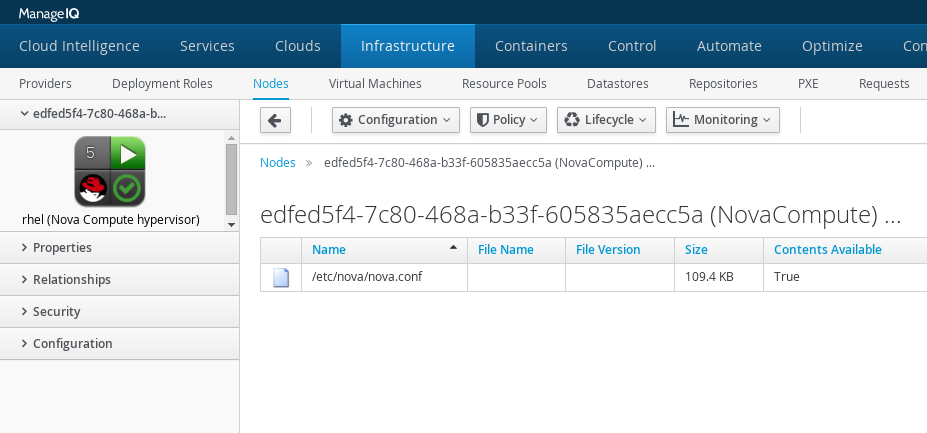 ManageIQ
Cloud Intelligence Services Clouds Infrastructure Containers Control Automate Optimize Con
Providers Deployment Roles Nodes Virtual Machines Resource Pools Datastores Repositories PXE Requests
edfed5f4-7c80-468a-b...
Configuration Policy Lifecycle Monitoring
5
rhel (Nova Compute hypervisor)
Properties
Relationships
Security
Configuration
Nodes » edfed5f4-7c80-468a-b33f-605835aecc5a (NovaCompute) ...
edfed5f4-7c80-468a-b33f-605835aecc5a (NovaCompute) ...
Name File Name File Version Size Contents Available
/etc/nova/nova.conf 109.4 KB True